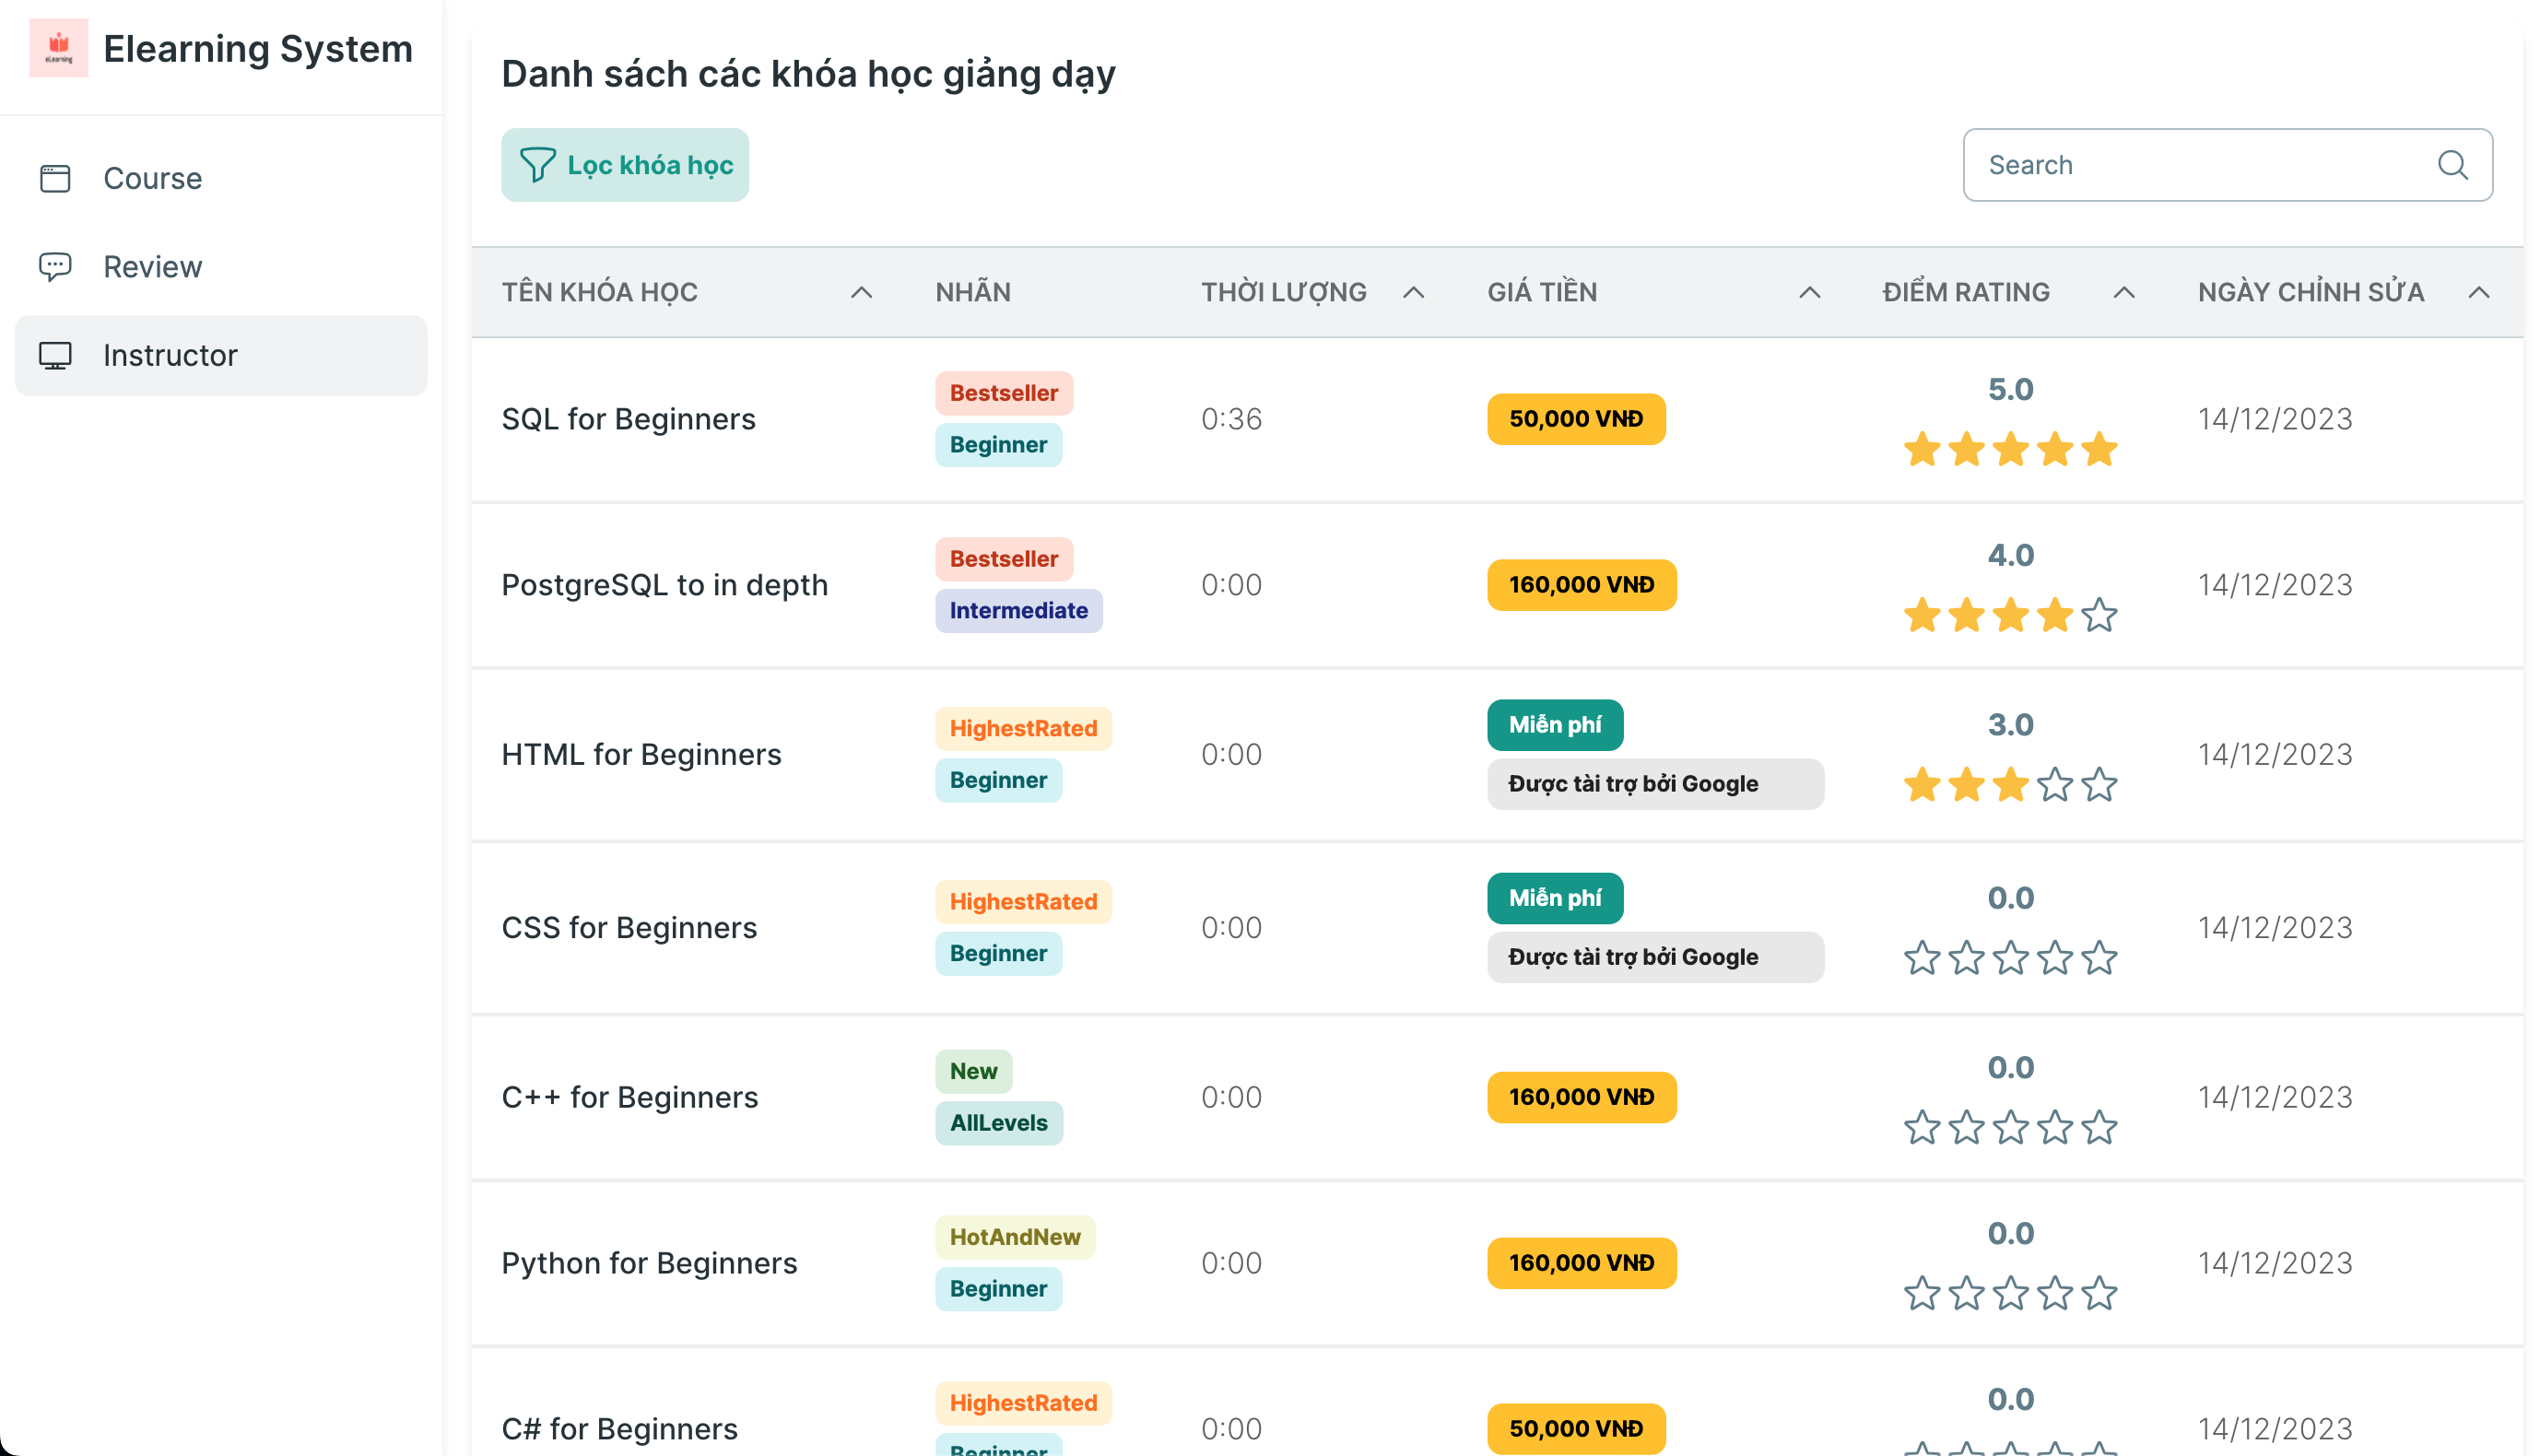 eLearning
Elearning System
Course
Review
Instructor
Danh sách các khóa học giảng dạy
Lọc khóa học
Search
TÊN KHÓA HỌC NHÃN THỜI LƯỢNG GIÁ TIỀN ĐIỂM RATING NGÀY CHỈNH SỬA
SQL for Beginners
Bestseller
Beginner
0:36
50,000 VNĐ
5.0
14/12/2023
PostgreSQL to in depth
Bestseller
Intermediate
0:00
160,000 VNĐ
4.0
14/12/2023
HTML for Beginners
HighestRated
Beginner
0:00
Miễn phí
Được tài trợ bởi Google
3.0
14/12/2023
CSS for Beginners
HighestRated
Beginner
0:00
Miễn phí
Được tài trợ bởi Google
0.0
14/12/2023
C++ for Beginners
New
AllLevels
0:00
160,000 VNĐ
0.0
14/12/2023
Python for Beginners
HotAndNew
Beginner
0:00
160,000 VNĐ
0.0
14/12/2023
C# for Beginners
HighestRated
Beginner
0:00
50,000 VNĐ
0.0
14/12/2023